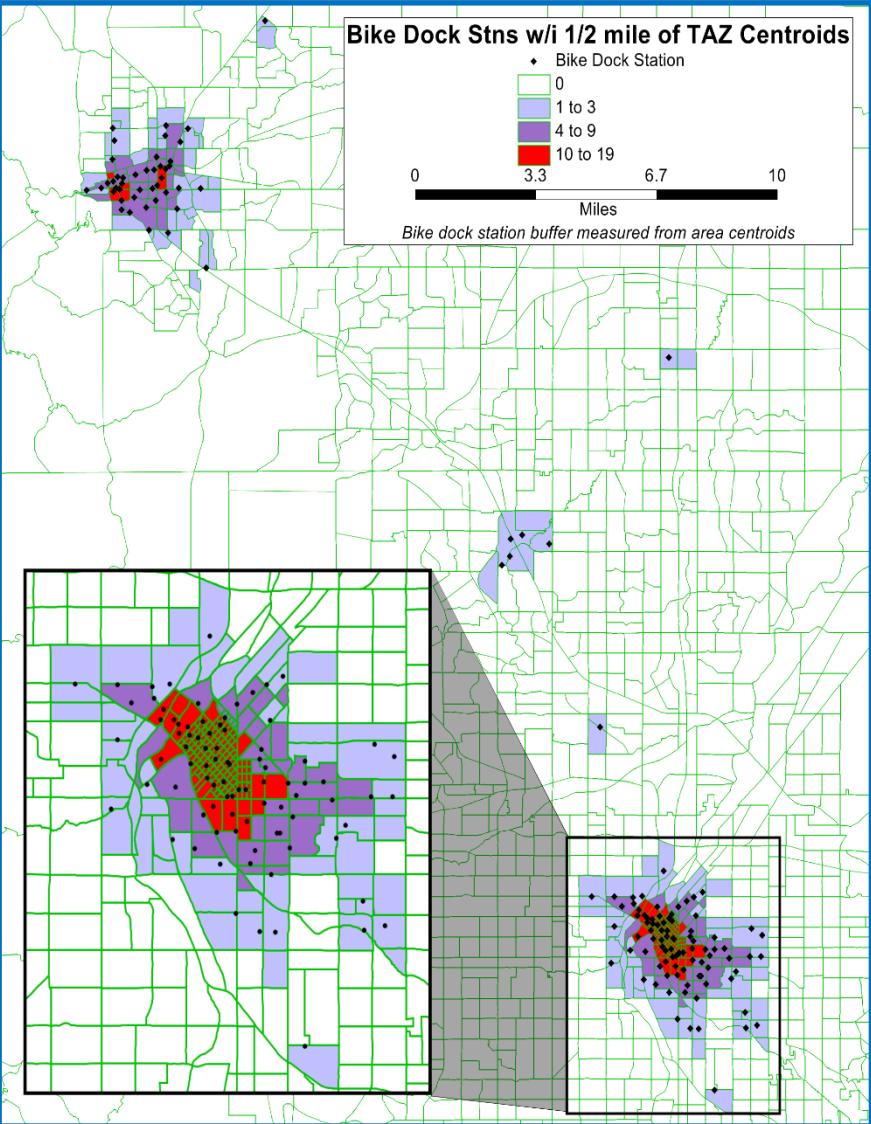 Bike Dock Stns w/i 1/2 mile of TAZ Centroids
Bike Dock Station
0
1 to 3
4 to 9
10 to 19
0 3.3 6.7 10
Miles
Bike dock station buffer measured from area centroids